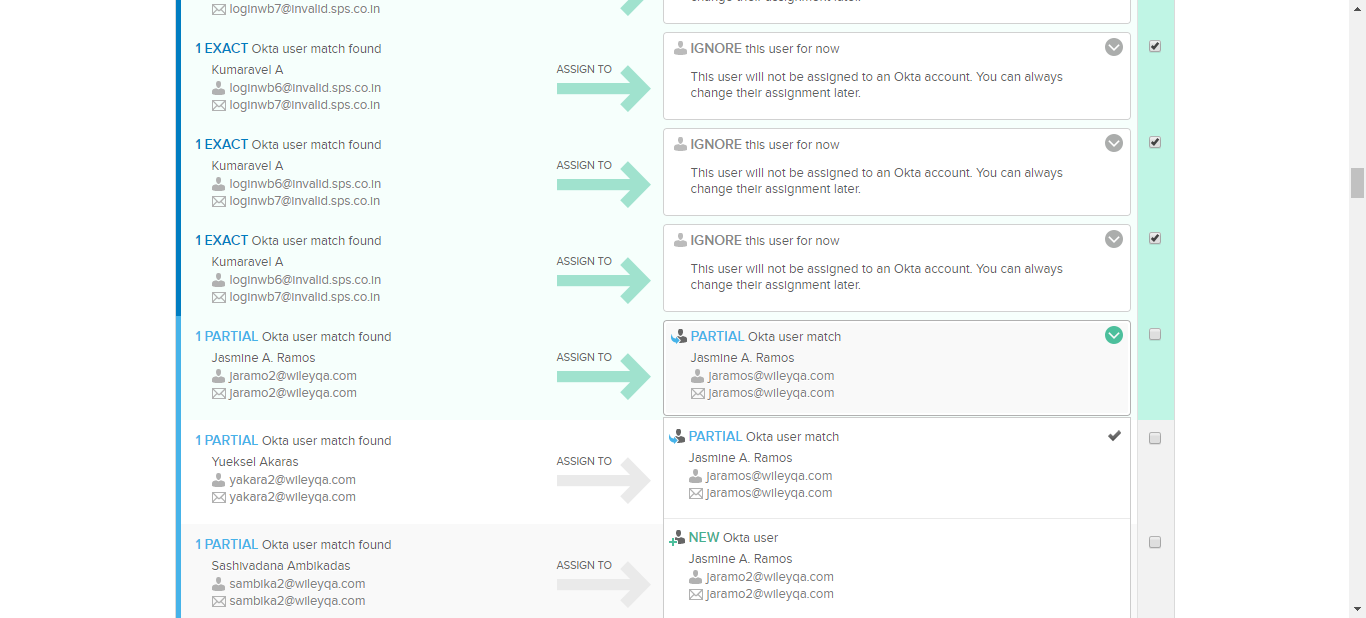 loginwb7@invalid.sps.co.in
change their assignment later.
1 EXACT Okta user match found
Kumaravel A
loginwb6@invalid.sps.co.in
loginwb7@invalid.sps.co.in
ASSIGN TO
IGNORE this user for now
This user will not be assigned to an Okta account. You can always
change their assignment later.
1 EXACT Okta user match found
Kumaravel A
loginwb6@invalid.sps.co.in
loginwb7@invalid.sps.co.in
ASSIGN TO
IGNORE this user for now
This user will not be assigned to an Okta account. You can always
change their assignment later.
1 EXACT Okta user match found
Kumaravel A
loginwb6@invalid.sps.co.in
loginwb7@invalid.sps.co.in
ASSIGN TO
IGNORE this user for now
This user will not be assigned to an Okta account. You can always
change their assignment later.
1 PARTIAL Okta user match found
Jasmine A. Ramos
jaramo2@wileyqa.com
jaramo2@wileyqa.com
ASSIGN TO
PARTIAL Okta user match
Jasmine A. Ramos
jaramos@wileyqa.com
jaramos@wileyqa.com
1 PARTIAL Okta user match found
Yueksel Akaras
yakara2@wileyqa.com
yakara2@wileyqa.com
ASSIGN TO
PARTIAL Okta user match
Jasmine A. Ramos
jaramos@wileyqa.com
jaramos@wileyqa.com
1 PARTIAL Okta user match found
Sashivadana Ambikadas
sambika2@wileyqa.com
sambika2@wileyqa.com
ASSIGN TO
NEW Okta user
Jasmine A. Ramos
jaramo2@wileyqa.com
jaramo2@wileyqa.com